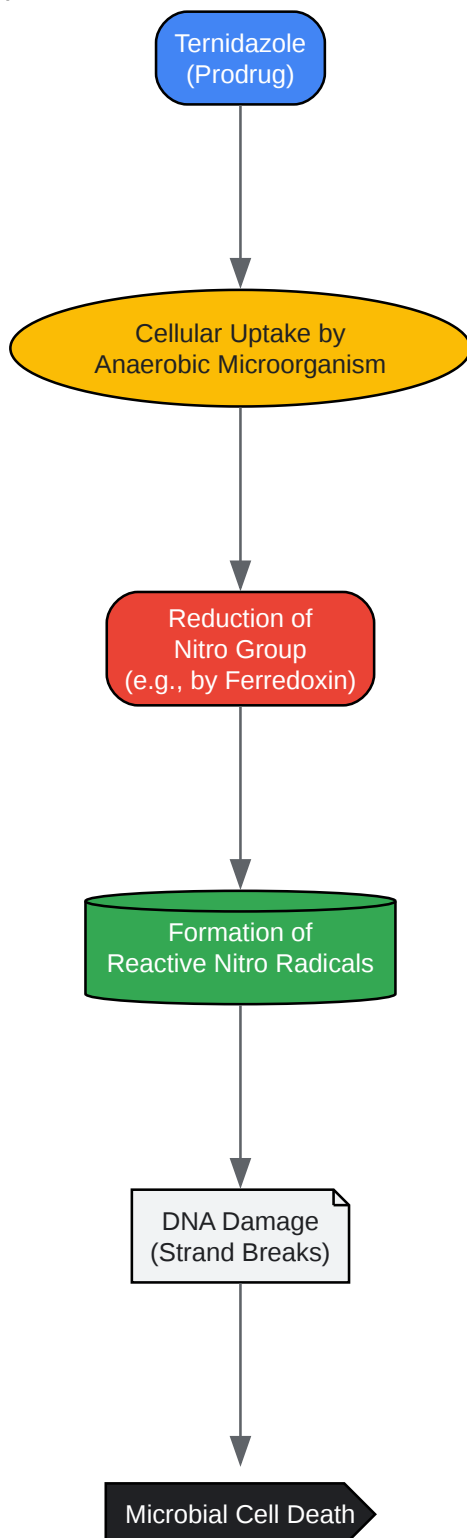 Ternidazole
(Prodrug)
Cellular Uptake by
Anaerobic Microorganism
Reduction of
Nitro Group
(e.g., by Ferredoxin)
Formation of
Reactive Nitro Radicals
DNA Damage
(Strand Breaks)
Microbial Cell Death